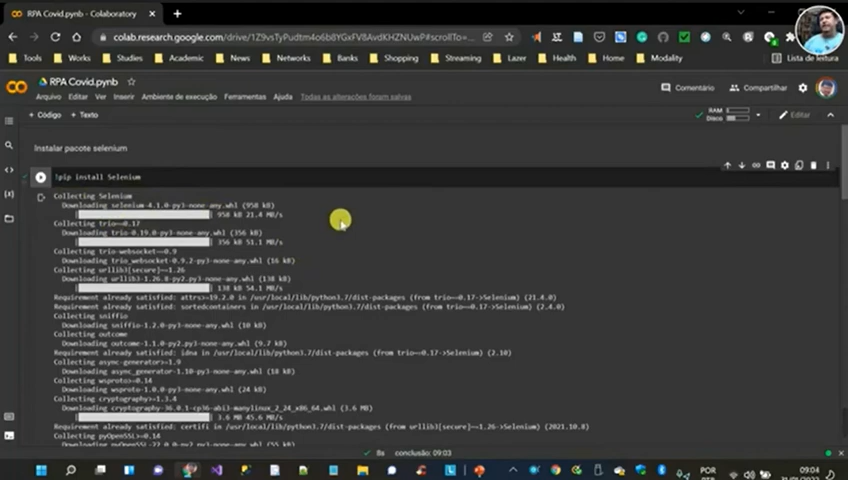 RPA Covid.pynb - Colaboratory
colab.research.google.com/drive/
Tools Works Study Academic News Networks Banks Shopping Streaming Lazer Health Home Modality Lista de leitura
RPA Covid.pynb
Comentário Compartilhar
Arquivo Editar Ver Inserir Ambiente de execução Ferramentas Ajuda Todas as alterações foram salvas
+ Código + Texto RAM Disco Editar
Instalar pacote selenium
!pip install Selenium
Collecting Selenium
Downloading selenium-4.1.0-py3-none-any.whl (958 kB)
958 kB 21.4 MB/s
Collecting trio~=0.17
Downloading trio-0.19.0-py3-none-any.whl (356 kB)
356 kB 51.1 MB/s
Collecting trio-websocket~=0.9
Downloading trio_websocket-0.9.2-py3-none-any.whl (16 kB)
Collecting urllib3[secure]~=1.26
Downloading urllib3-1.26.8-py2.py3-none-any.whl (138 kB)
138 kB 54.1 MB/s
Requirement already satisfied: attrs>=19.2.0 in /usr/local/lib/python3.7/dist-packages (from trio~=0.17->Selenium) (21.4.0)
Requirement already satisfied: sortedcontainers in /usr/local/lib/python3.7/dist-packages (from trio~=0.17->Selenium) (2.4.0)
Collecting sniffio
Downloading sniffio-1.2.0-py3-none-any.whl (10 kB)
Collecting outcome
Downloading outcome-1.1.0-py2.py3-none-any.whl (9.7 kB)
Requirement already satisfied: idna in /usr/local/lib/python3.7/dist-packages (from trio~=0.17->Selenium) (2.10)
Collecting async-generator>=1.9
Downloading async_generator-1.10-py3-none-any.whl (18 kB)
Collecting wsproto>=0.14
Downloading wsproto-1.0.0-py3-none-any.whl (24 kB)
Collecting cryptography>=1.3.4
Downloading cryptography-36.0.1-cp36-abi3-manylinux_2_24_x86_64.whl (3.6 MB)
3.6 MB 45.6 MB/s
Requirement already satisfied: certifi in /usr/local/lib/python3.7/dist-packages (from urllib3[secure]~=1.26->Selenium) (2021.10.8)
Collecting pyOpenSSL>=0.14
Downloading pyOpenSSL-22.0.0-py2.py3-none-any.whl (55 kB)
8s conclusão: 09:03
POR 09:04